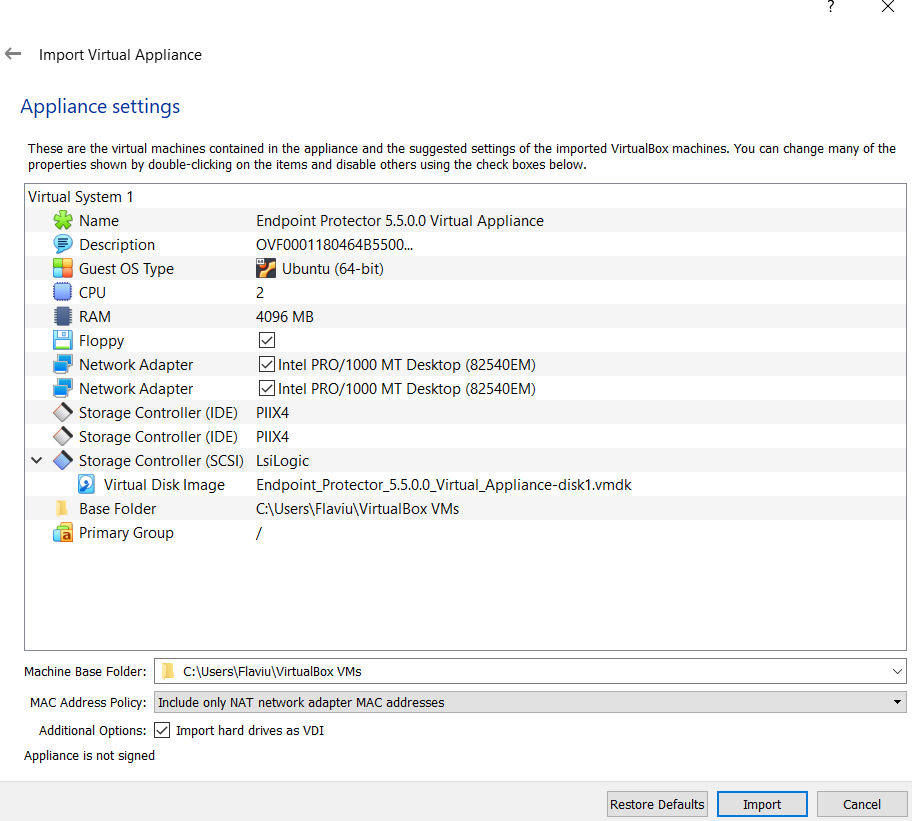 ?
Import Virtual Appliance
Appliance settings
These are the virtual machines contained in the appliance and the suggested settings of the imported VirtualBox machines. You can change many of the
properties shown by double-clicking on the items and disable others using the check boxes below.
Virtual System 1
Name Endpoint Protector 5.5.0.0 Virtual Appliance
Description OVF0001180464B5500...
Guest OS Type 64 Ubuntu (64-bit)
CPU 2
RAM 4096 MB
Floppy
Network Adapter Intel PRO/1000 MT Desktop (82540EM)
Network Adapter Intel PRO/1000 MT Desktop (82540EM)
Storage Controller (IDE) PIIX4
Storage Controller (IDE) PIIX4
Storage Controller (SCSI) LsiLogic
Virtual Disk Image Endpoint_Protector_5.5.0.0_Virtual_Appliance-disk1.vmdk
Base Folder C:\Users\Flaviu\VirtualBox VMs
a Primary Group /
Machine Base Folder: C:\Users\Flaviu\VirtualBox VMs
MAC Address Policy: Include only NAT network adapter MAC addresses
Additional Options: Import hard drives as VDI
Appliance is not signed
Restore Defaults Import Cancel